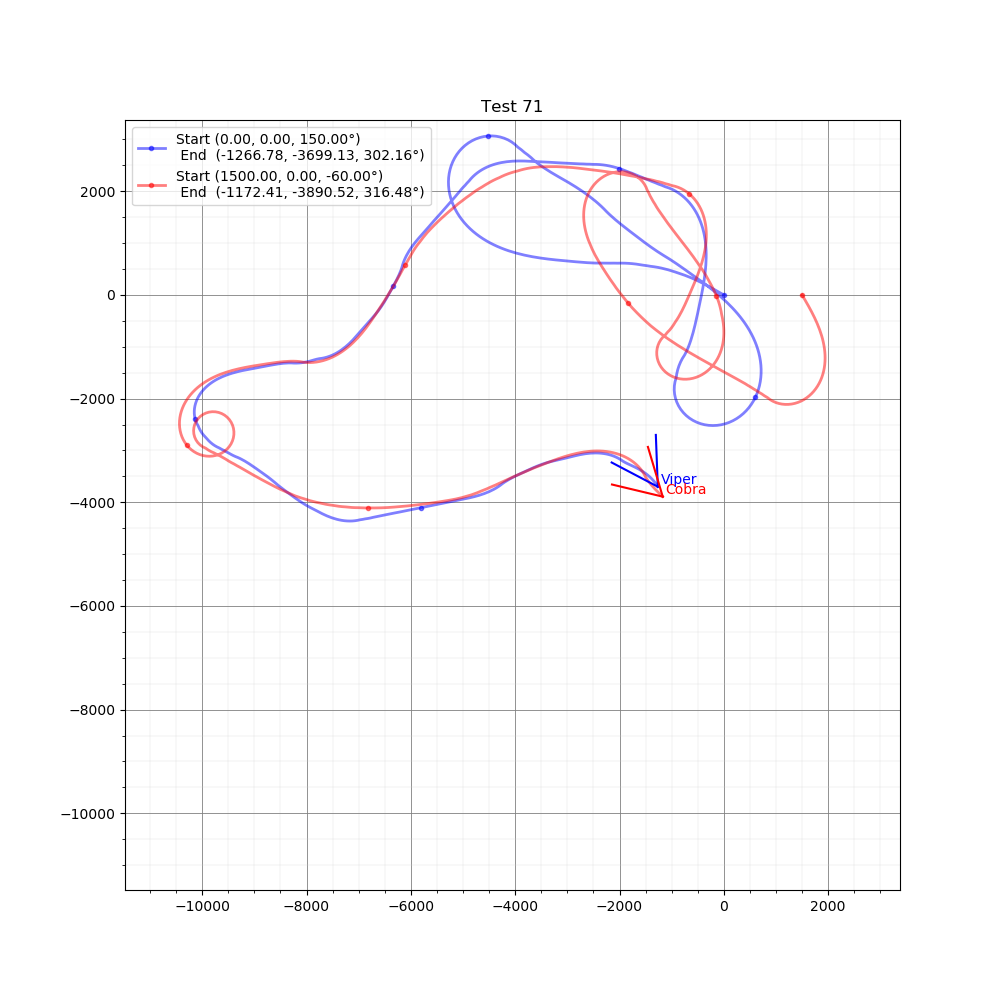 Test 71
Start (0.00, 0.00, 150.00°)
End  (-1266.78, -3699.13, 302.16°)
Start (1500.00, 0.00, -60.00°)
End  (-1172.41, -3890.52, 316.48°)
2000
0
−2000
−4000
−6000
−8000
−10000
Viper
Cobra
−10000
−8000
−6000
−4000
−2000
0
2000